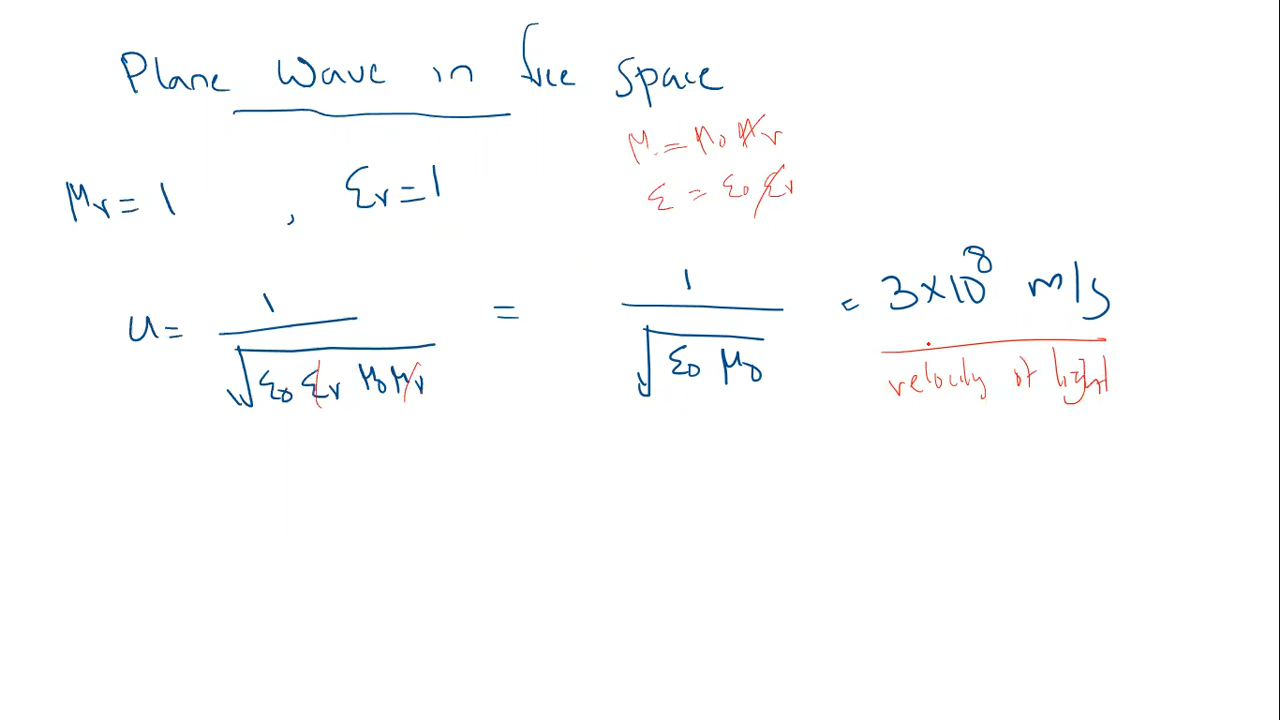 Plane Wave in free space
μ = μ0 μr
ε = ε0 εr
μr = 1 , εr = 1
u = 1 / √(ε0 εr μ0 μr) = 1 / √(ε0 μ0) = 3×10^8 m/s
velocity of light